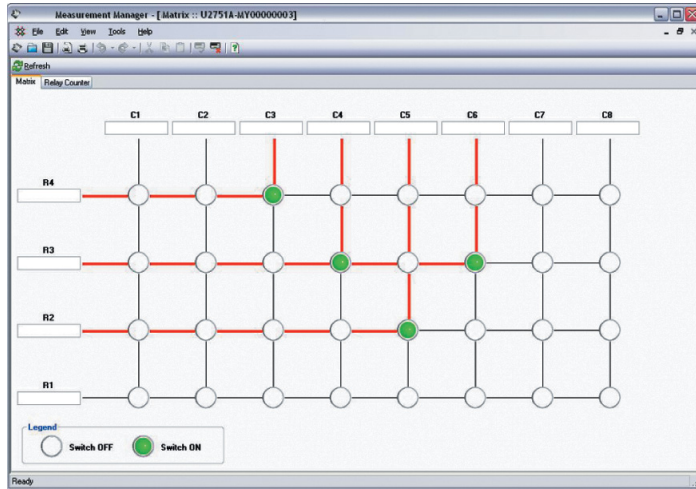 Measurement Manager - [ Matrix :: U2751A-MY00000003]
File Edit View Tools Help
Refresh
Matrix Relay Counter
C1 C2 C3 C4 C5 C6 C7 C8
R4
R3
R2
R1
Legend
Switch OFF Switch ON
Ready